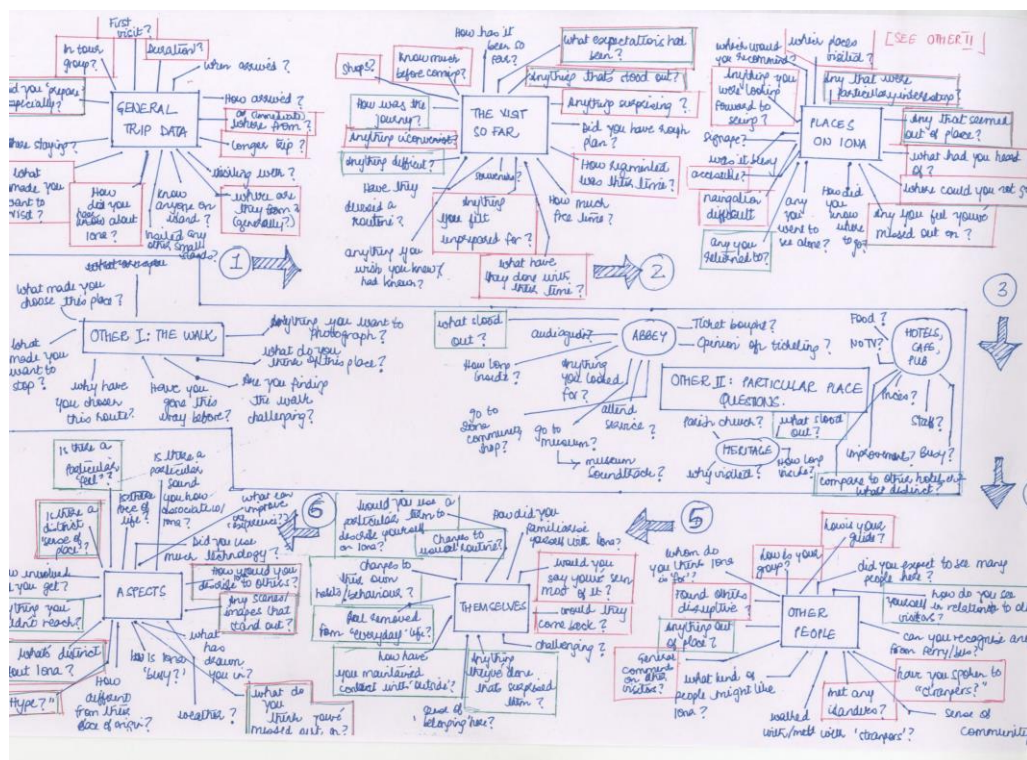 First visit?
In tour group?
Duration?
When arrived?
GENERAL TRIP DATA
How arrived?
where from?
Longer trip?
staying?
what made you want to visit?
How did you know about Iona?
know anyone on island?
where are they from? (generally?)
1
How has it been so far?
Shops?
Know much before coming?
what expectations had been?
Anything that's stood out?
How was the journey?
THE VISIT SO FAR
Anything surprising?
Did you have rough plan?
Anything inconvenient?
Anything difficult?
souvenirs?
How regimented was their time?
Have they devised a routine?
anything you felt unprepared for?
How much free time?
anything you wish you knew/had known?
what have they done with their time?
2
which would you recommend?
which places visited?
[SEE OTHER II]
Anything you were looking forward to seeing?
Any that were particularly interesting?
signage?
PLACES ON IONA
Any that seemed out of place?
was it accessible?
what had you heard of?
navigation difficult
any you went to see alone?
How did you know where to go?
where could you not
Any you feel you've missed out on?
any you returned to?
3
What made you choose this place?
OTHER I: THE WALK
Anything you want to photograph?
what do you think of this place?
what made you want to stop?
why have you chosen this route?
Have you gone this way before?
Are you finding the walk challenging?
what stood out?
audioguide?
ABBEY
Ticket bought?
Opinion of ticketing?
How long inside?
Anything you looked for?
go to community shop?
go to museum?
museum soundtrack?
attend service?
OTHER II: PARTICULAR PLACE QUESTIONS.
Parish church?
what stood out?
HERITAGE
why visited?
How long visits?
Food?
No TV?
HOTELS, CAFE, PUB
Prices?
Staff?
improvement?
Busy?
compare to other hotels or what distinct?
5
whom do you think Iona is 'for'?
how is your group?
how is your guide?
did you expect to see many people here?
Found others disruptive?
OTHER PEOPLE
how do you see yourself in relation to
visitors?
Anything out of place?
can you recognise
from ferry/bus?
General comment on other visitors?
what kind of people might like Iona?
have you spoken to "strangers?"
met any islanders?
walked with/met with 'strangers'?
sense of community
6
would you use a particular term to describe yourself on Iona?
Changes to usual routine?
How did you familiarise yourself with Iona?
changes to their own habits/behaviour?
THEMSELVES
would you say you've seen most of it?
would they come back?
feel removed from "everyday" life?
challenging?
how have you maintained contact with 'outside'?
Anything they've done that surprised them?
sense of 'belonging' here?
Is there a particular 'feel'?
Is there a particular sound you associate w/ Iona?
Is there a distinct 'sense of place'?
Is there pace of life?
what can improve experience?
Did you use much technology?
ASPECTS
How would you describe to others?
Any scenes/images that stand out?
what's distinct
Iona?
How different from their place of origin?
is Iona 'busy'?
what has drawn you in?
weather?
what do you think you've missed out on?
Hype?"